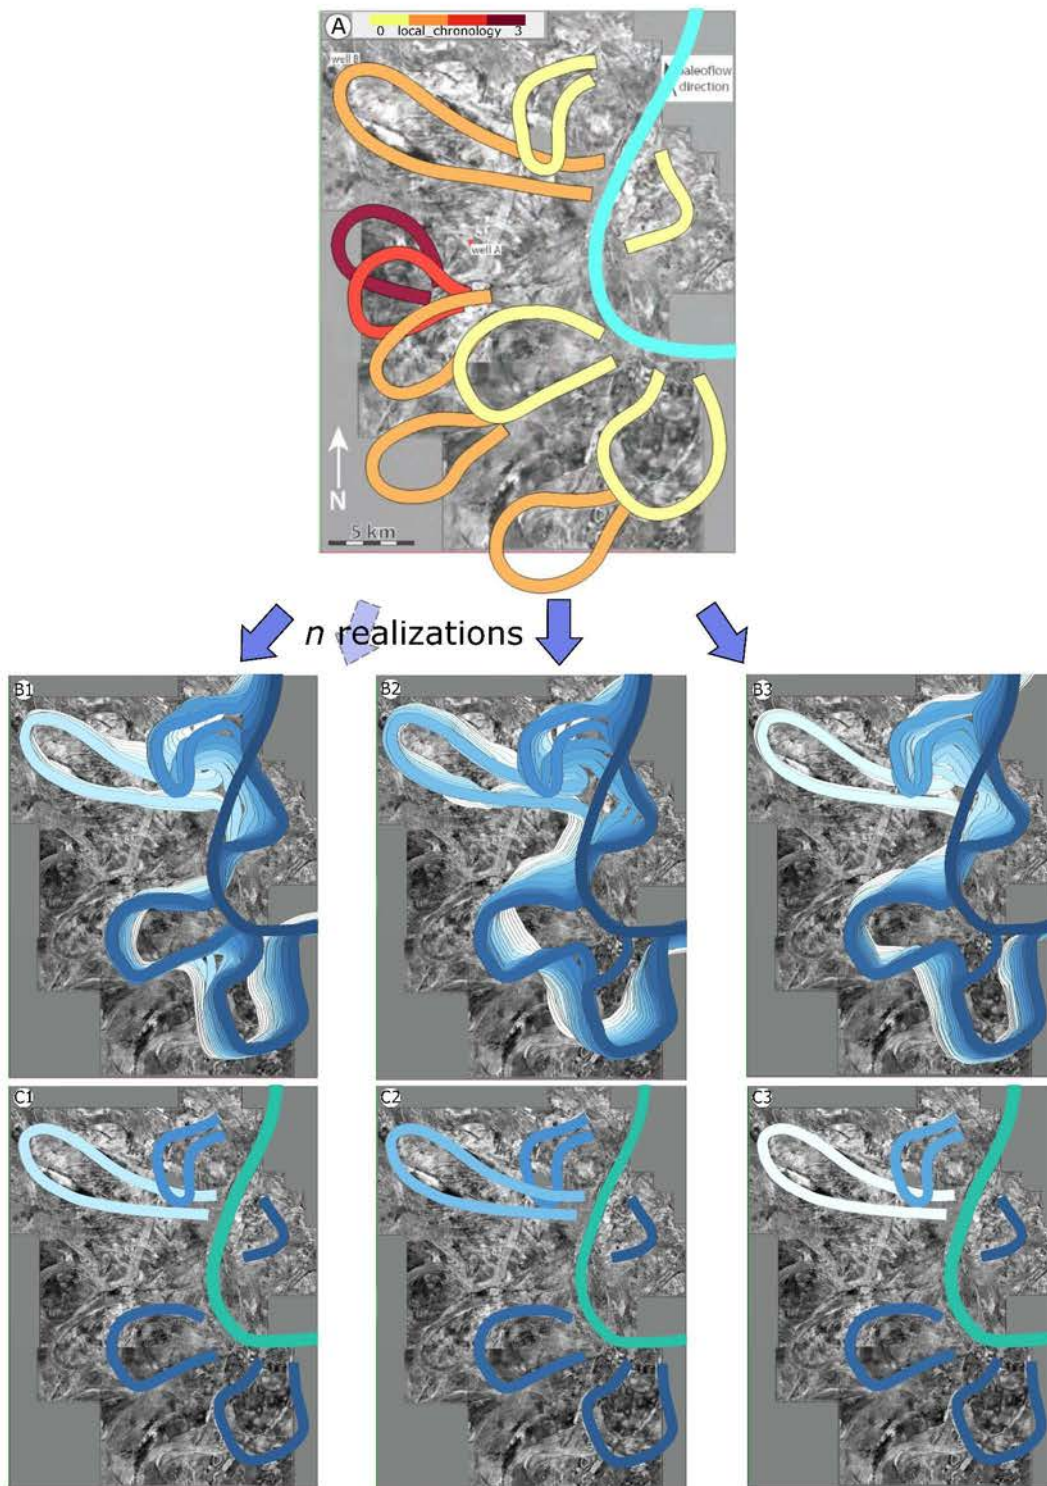 A
0 local_chronology 3
well B
paleoflow
direction
well A
N
5 km
n realizations
B1
B2
B3
C1
C2
C3